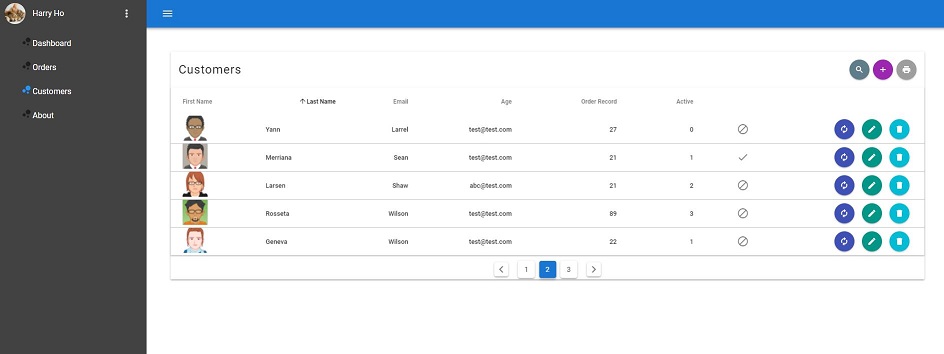 Harry Ho
Dashboard
Orders
Customers
About
Customers
First Name Last Name Email Age Order Record Active
Yann Larrel test@test.com 27 0
Merriana Sean test@test.com 21 1
Larsen Shaw abc@test.com 21 2
Rosseta Wilson test@test.com 89 3
Geneva Wilson test@test.com 22 1
1 2 3